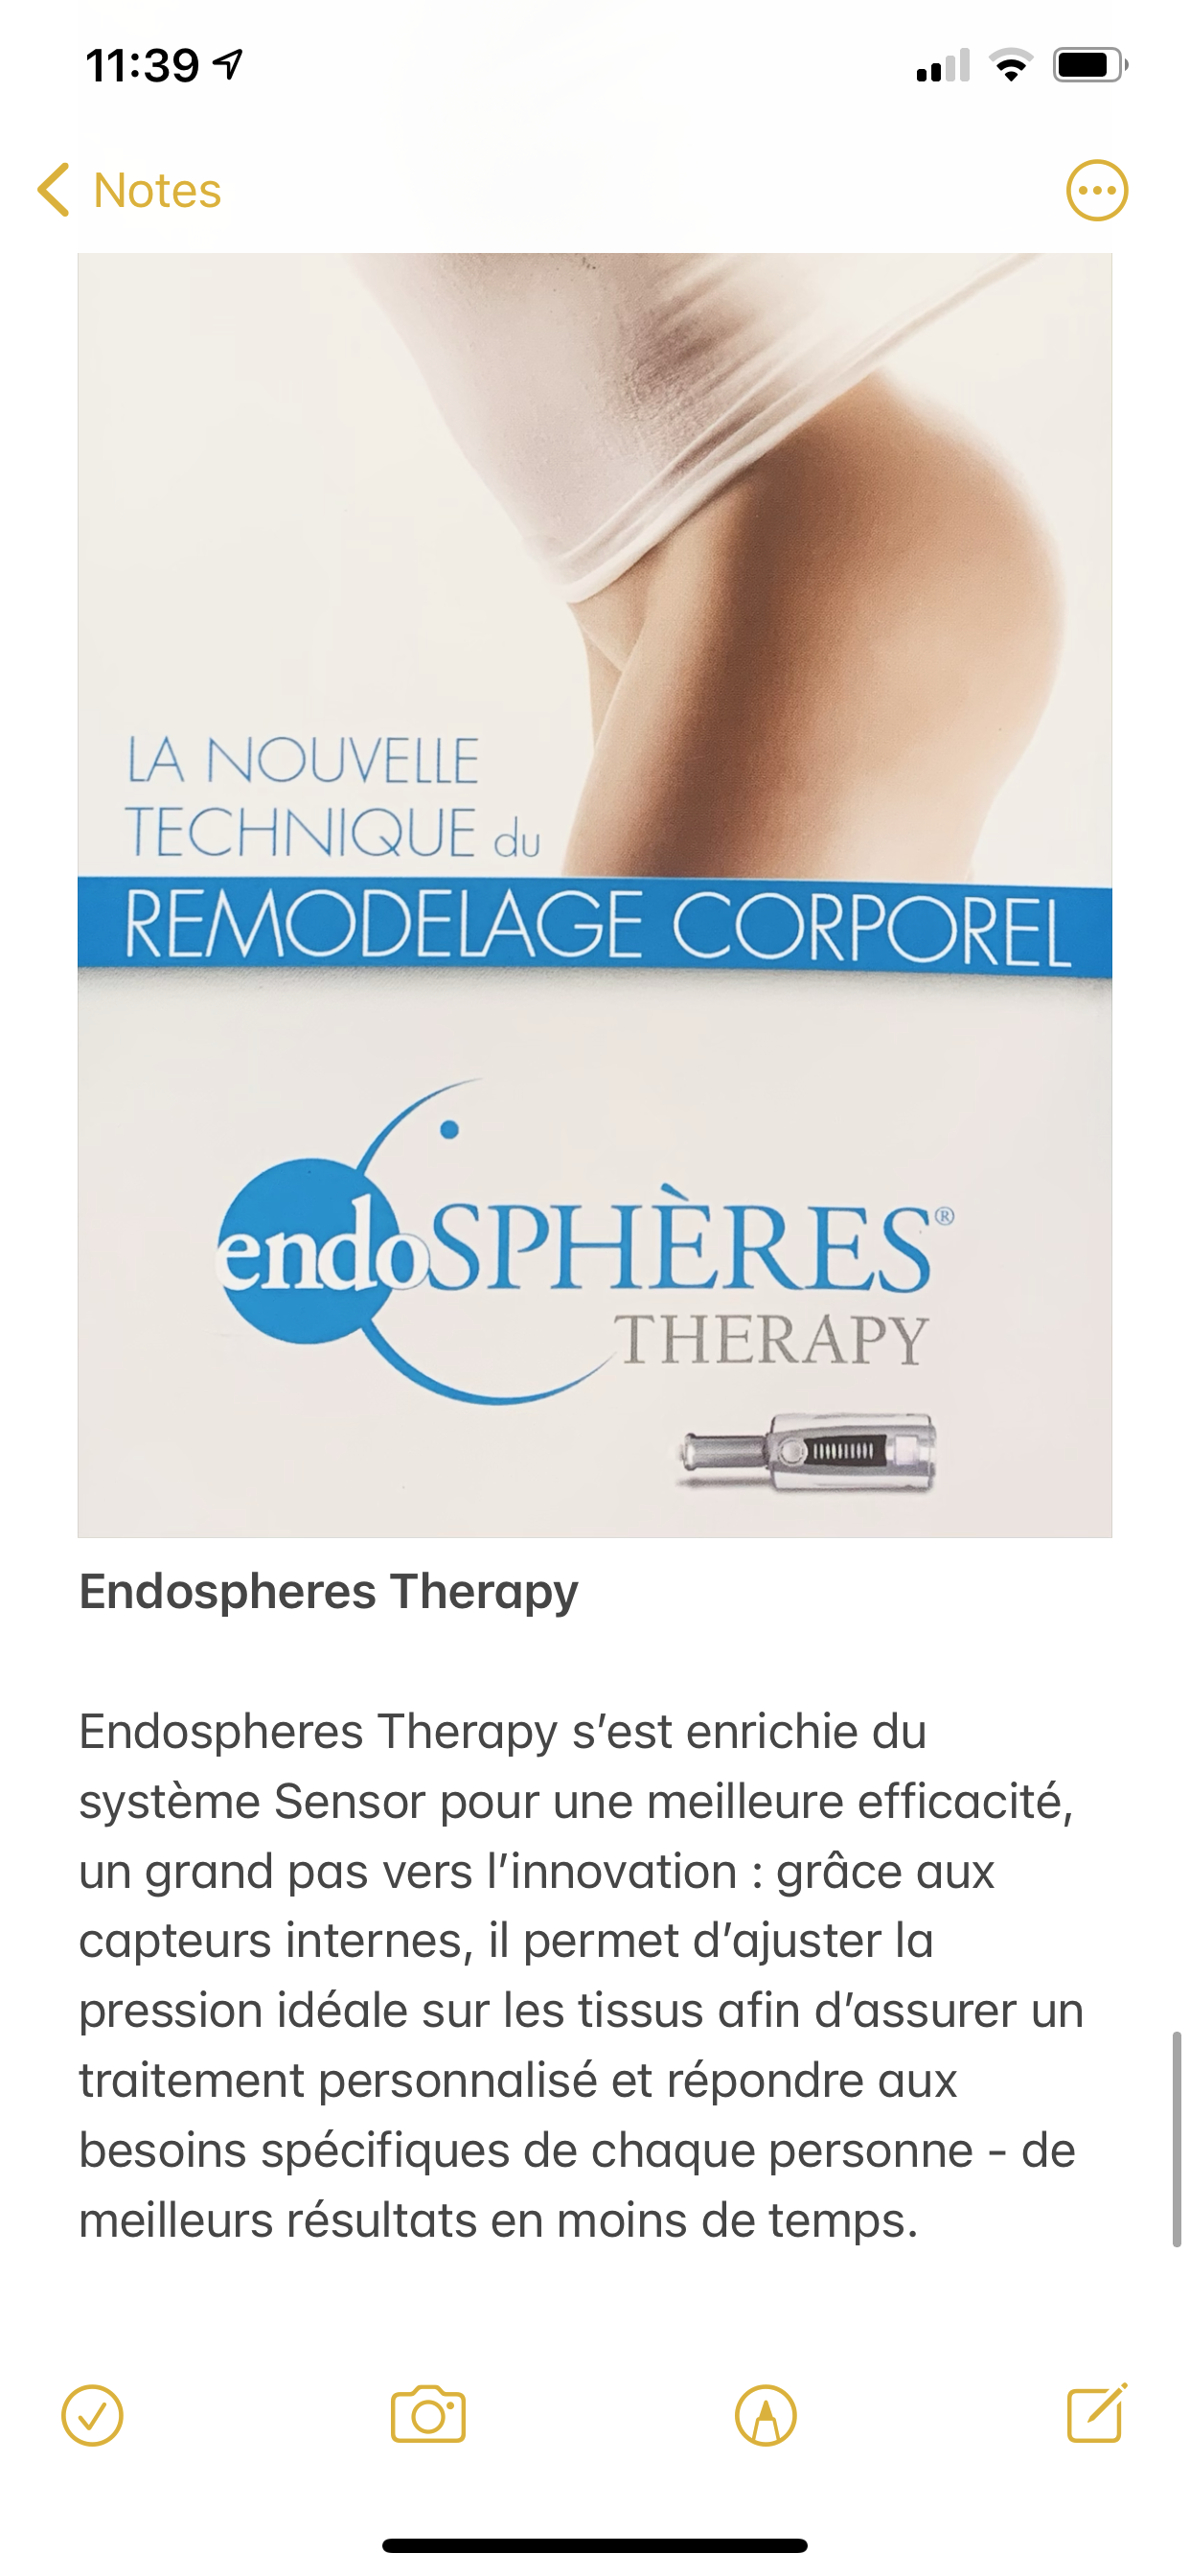 11:39
Notes
LA NOUVELLE
TECHNIQUE du
REMODELAGE CORPOREL
endoSPHÈRES®
THERAPY
Endospheres Therapy
Endospheres Therapy s’est enrichie du
système Sensor pour une meilleure efficacité,
un grand pas vers l’innovation : grâce aux
capteurs internes, il permet d’ajuster la
pression idéale sur les tissus afin d’assurer un
traitement personnalisé et répondre aux
besoins spécifiques de chaque personne - de
meilleurs résultats en moins de temps.